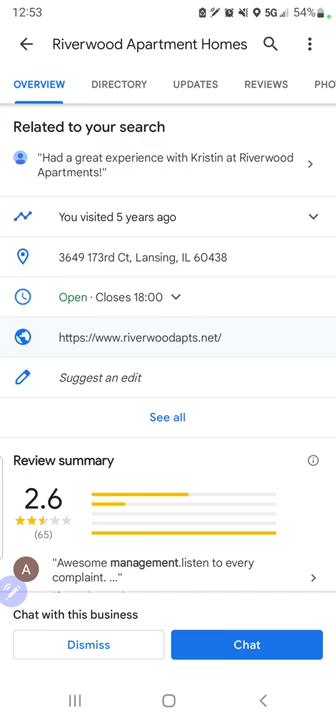 12:53
5G 54%
Riverwood Apartment Homes
OVERVIEW DIRECTORY UPDATES REVIEWS PHO
Related to your search
"Had a great experience with Kristin at Riverwood
Apartments!"
You visited 5 years ago
3649 173rd Ct, Lansing, IL 60438
Open · Closes 18:00
https://www.riverwoodapts.net/
Suggest an edit
See all
Review summary
2.6
(65)
A
"Awesome management.listen to every
complaint. ..."
Chat with this business
Dismiss Chat